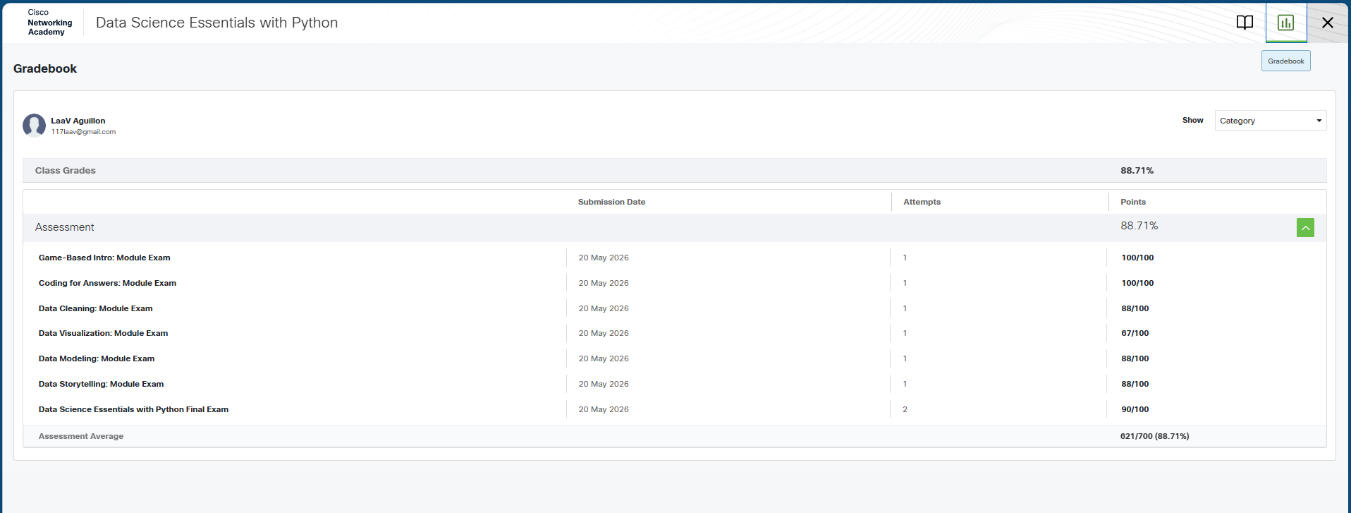 Cisco
Networking
Academy
Data Science Essentials with Python
Gradebook
Gradebook
LaaV Aguillon
117laav@gmail.com
Show Category
Class Grades 88.71%
Submission Date Attempts Points
Assessment 88.71%
Game-Based Intro: Module Exam 20 May 2026 1 100/100
Coding for Answers: Module Exam 20 May 2026 1 100/100
Data Cleaning: Module Exam 20 May 2026 1 88/100
Data Visualization: Module Exam 20 May 2026 1 67/100
Data Modeling: Module Exam 20 May 2026 1 88/100
Data Storytelling: Module Exam 20 May 2026 1 88/100
Data Science Essentials with Python Final Exam 20 May 2026 2 90/100
Assessment Average 621/700 (88.71%)